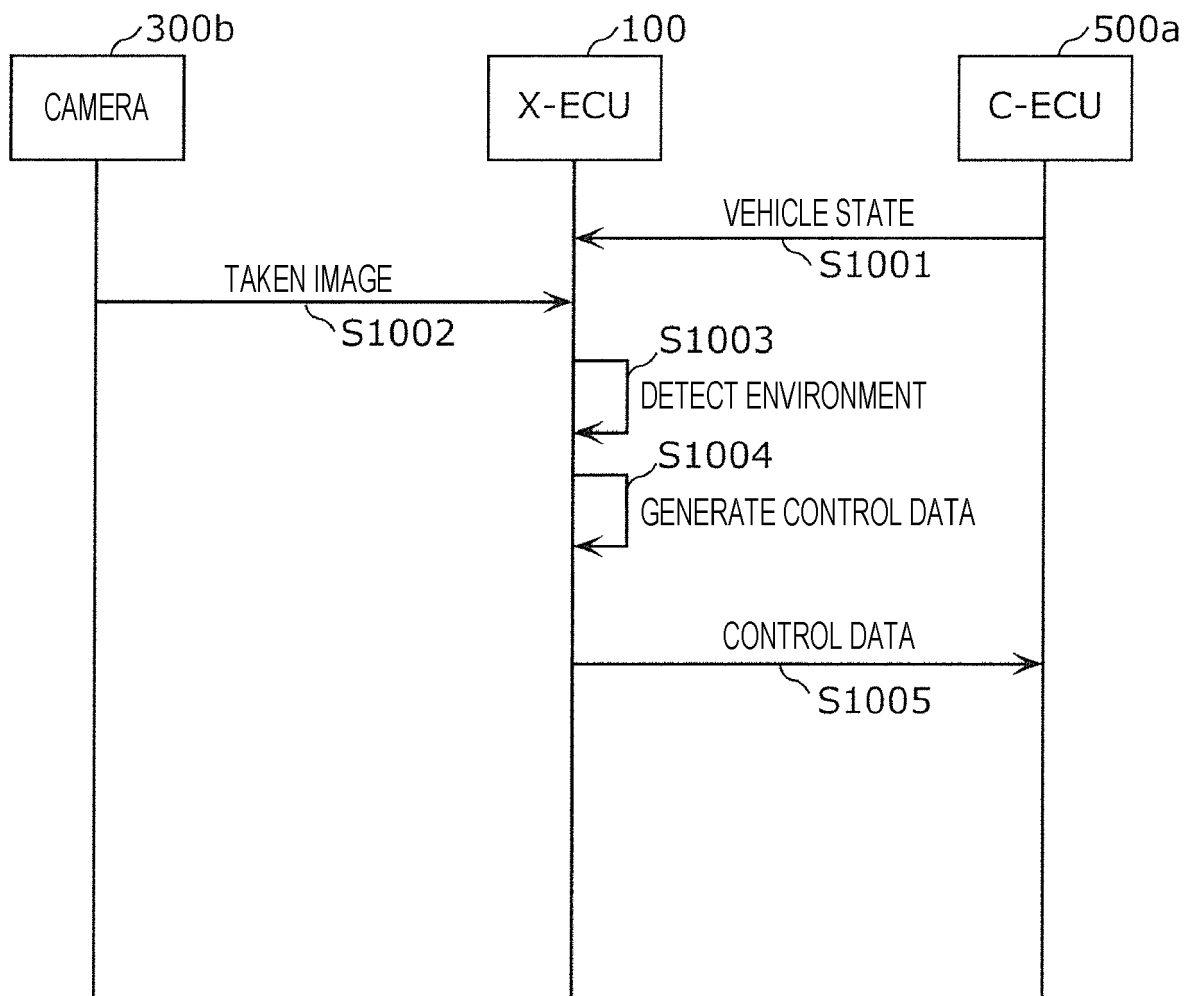 300b
100
500a
CAMERA
X-ECU
C-ECU
VEHICLE STATE
S1001
TAKEN IMAGE
S1002
S1003
DETECT ENVIRONMENT
S1004
GENERATE CONTROL DATA
CONTROL DATA
S1005